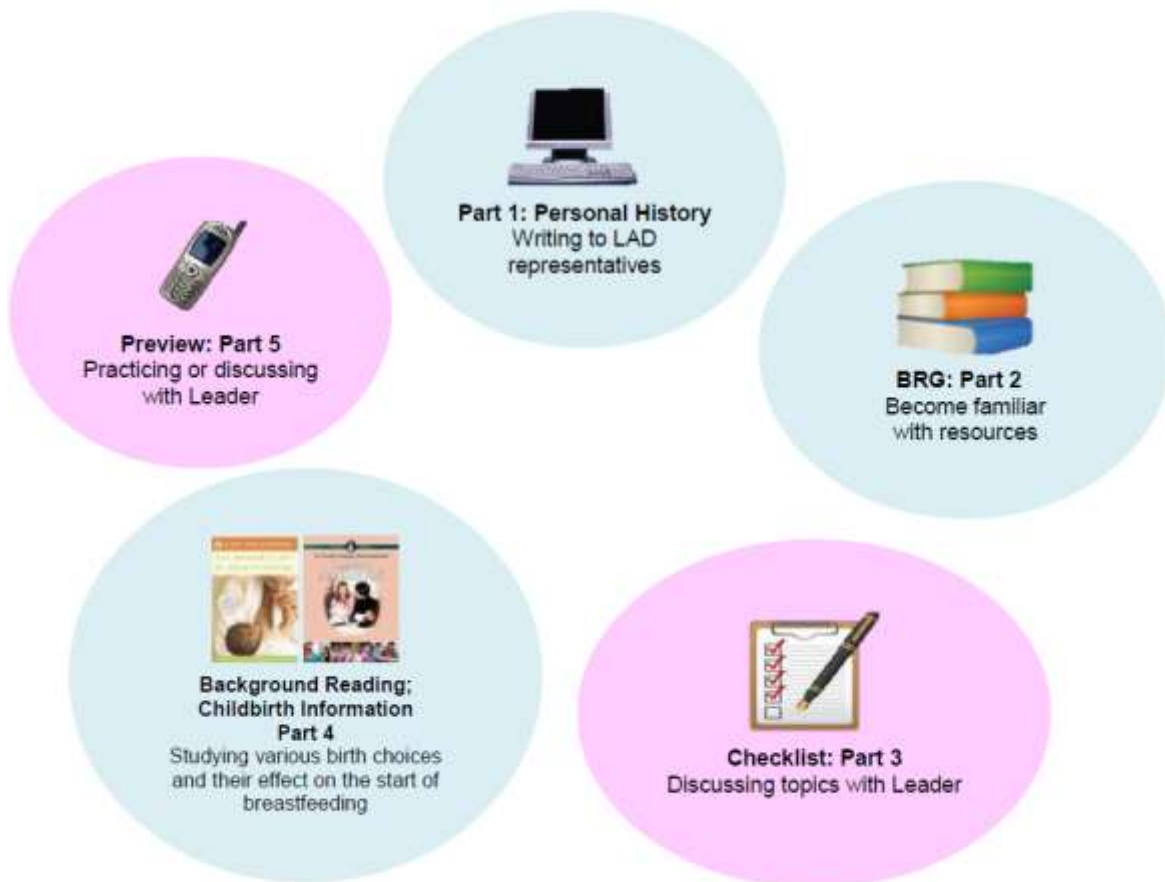 Part 1: Personal History
Writing to LAD
representatives
BRG: Part 2
Become familiar
with resources
Checklist: Part 3
Discussing topics with Leader
Background Reading;
Childbirth Information
Part 4
Studying various birth choices
and their effect on the start of
breastfeeding
Preview: Part 5
Practicing or discussing
with Leader